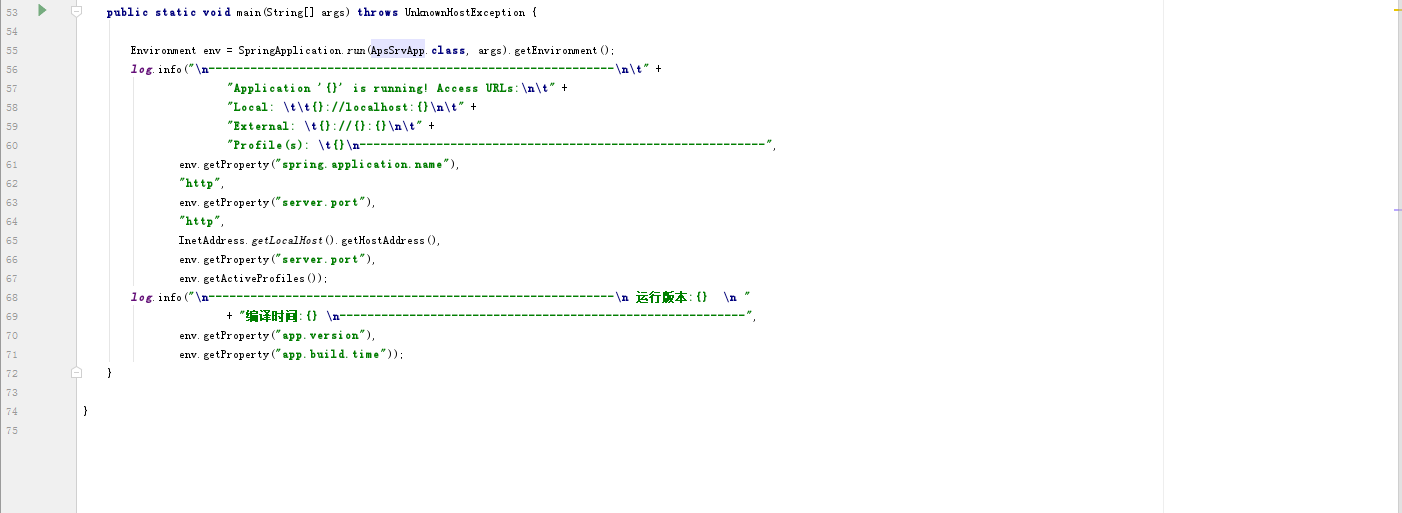 53 public static void main(String[] args) throws UnknownHostException {
54
55 Environment env = SpringApplication.run(ApsSrvApp.class, args).getEnvironment();
56 log.info("\n----------------------------------------------------------\n\t" +
57 "Application '{}' is running! Access URLs:\n\t" +
58 "Local: \t\t{}://localhost:{}\n\t" +
59 "External: \t{}://{}:{}\n\t" +
60 "Profile(s): \t{}\n----------------------------------------------------------",
61 env.getProperty("spring.application.name"),
62 "http",
63 env.getProperty("server.port"),
64 "http",
65 InetAddress.getLocalHost().getHostAddress(),
66 env.getProperty("server.port"),
67 env.getActiveProfiles());
68 log.info("\n----------------------------------------------------------\n 运行版本:{}  \n "
69 + "编译时间:{} \n----------------------------------------------------------",
70 env.getProperty("app.version"),
71 env.getProperty("app.build.time"));
72 }
73
74 }
75